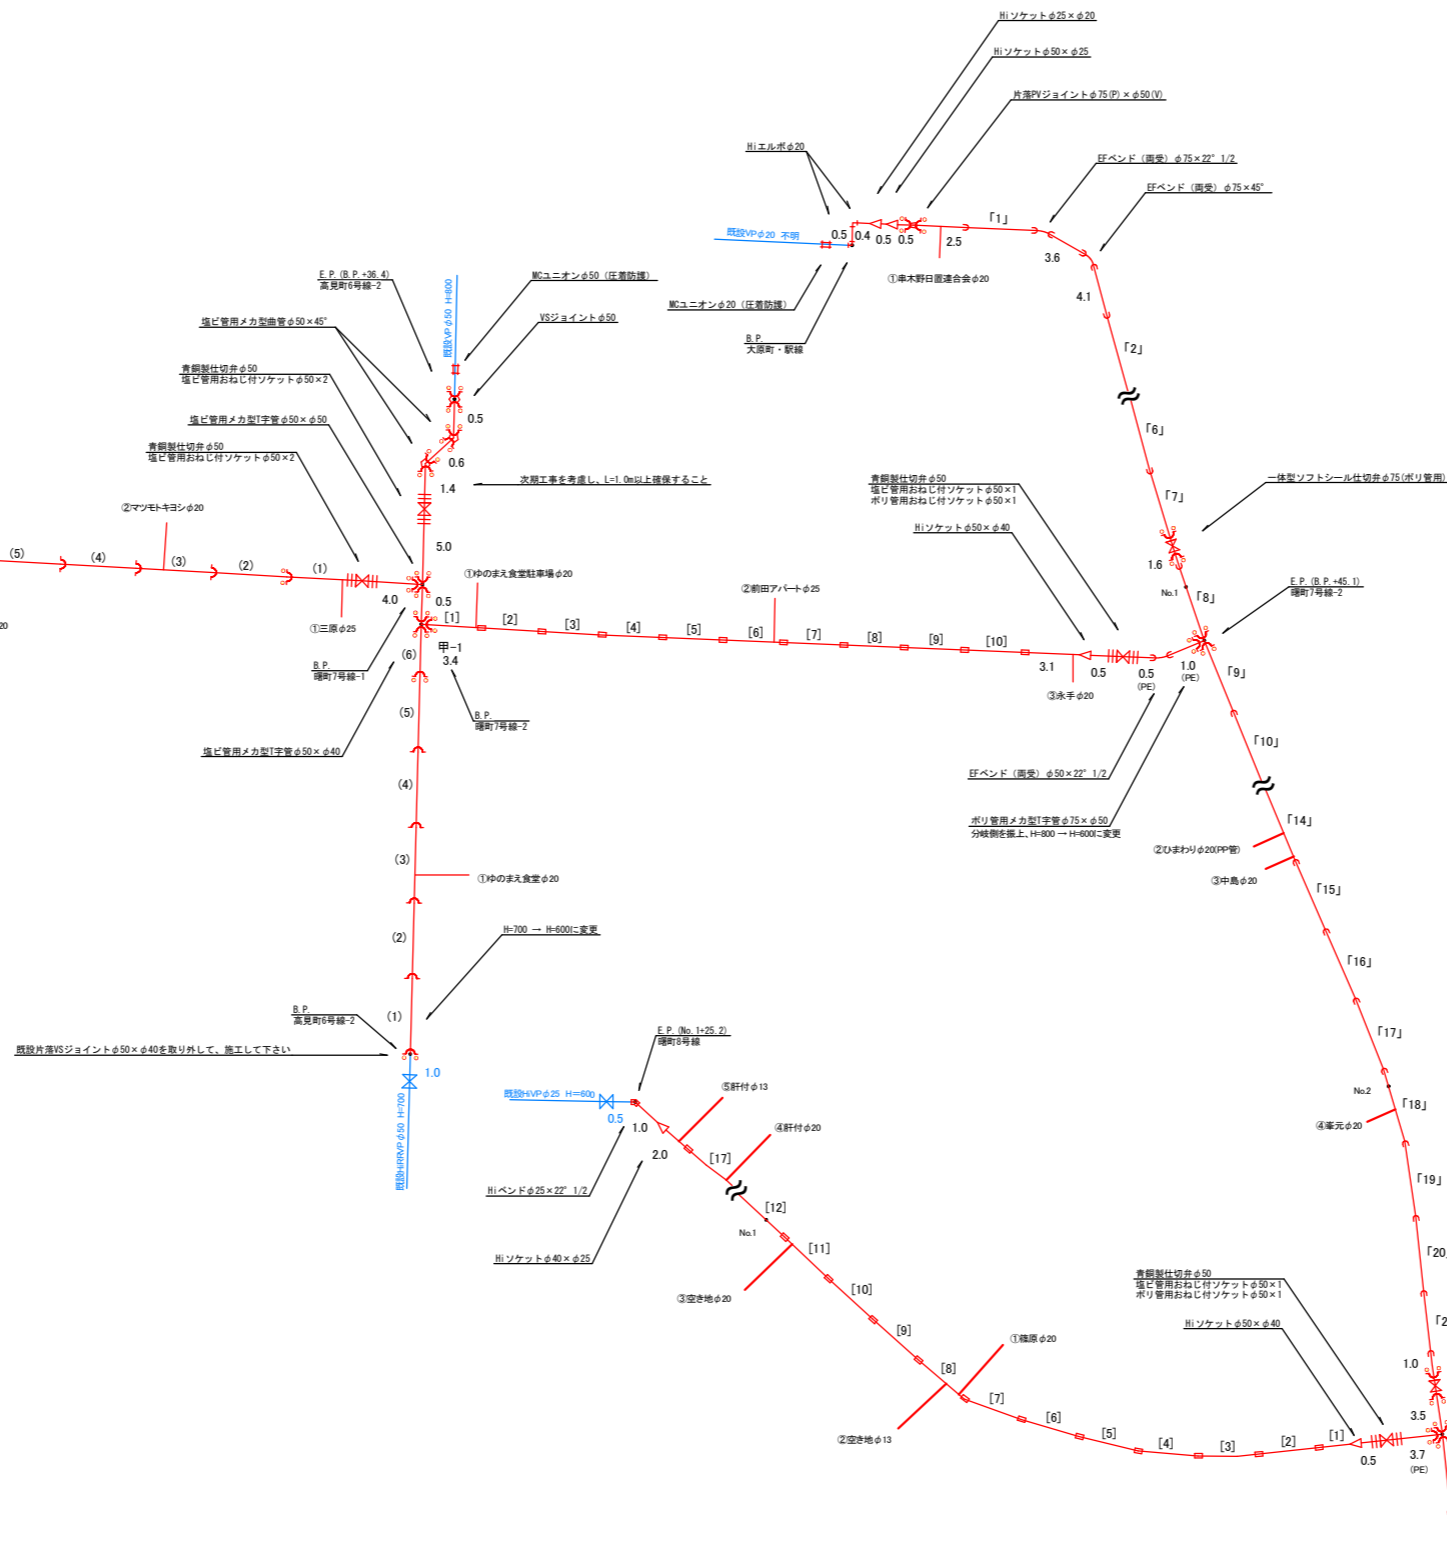 Hiソケットφ25×φ20
Hiソケットφ50×φ25
片落PVジョイントφ75(P)×φ50(V)
Hiエルボφ20
EFベンド（両受）φ75×22°1/2
EFベンド（両受）φ75×45°
「1」
既設VPφ20 不明
0.5
0.4
0.5
0.5
2.5
3.6
4.1
①串木野日置連合会φ20
MCユニオンφ20（圧着防護）
B.P.
大原町・駅線
E.P.(B.P.+36.4)
高見町6号線-2
既設VPφ50 H=800
MCユニオンφ50（圧着防護）
VSジョイントφ50
塩ビ管用メカ型曲管φ50×45°
青銅製仕切弁φ50
塩ビ管用おねじ付ソケットφ50×2
塩ビ管用メカ型T字管φ50×φ50
青銅製仕切弁φ50
塩ビ管用おねじ付ソケットφ50×2
0.5
0.6
1.4
次期工事を考慮し、L=1.0m以上確保すること
「2」
「6」
「7」
青銅製仕切弁φ50
塩ビ管用おねじ付ソケットφ50×1
ポリ管用おねじ付ソケットφ50×1
一体型ソフトシール仕切弁φ75(ポリ管用)
Hiソケットφ50×φ40
②マツモトキヨシφ20
(5)
(4)
(3)
(2)
(1)
5.0
4.0
0.5
①ゆのまえ食堂駐車場φ20
②前田アパートφ25
1.6
No.1
「8」
E.P.(B.P.+45.1)
曙町7号線-2
20
①三原φ25
[1]
[2]
[3]
[4]
[5]
[6]
[7]
[8]
[9]
[10]
B.P.
曙町7号線-1
(6)
甲-1
3.4
3.1
0.5
0.5
(PE)
1.0
(PE)
「9」
③永手φ20
(5)
B.P.
曙町7号線-2
塩ビ管用メカ型T字管φ50×φ40
「10」
EFベンド（両受）φ50×22°1/2
(4)
ポリ管用メカ型T字管φ75×φ50
分岐側を振上、H=800 → H=600に変更
「14」
②ひまわりφ20(PP管)
(3)
①ゆのまえ食堂φ20
③中島φ20
「15」
(2)
H=700 → H=600に変更
「16」
B.P.
高見町6号線-2
(1)
既設片落VSジョイントφ50×φ40を取り外して、施工して下さい
E.P.(No.1+25.2)
曙町8号線
「17」
1.0
既設HiRRVPφ50 H=700
既設HiVPφ25 H=600
0.5
1.0
2.0
⑤肝付φ13
④肝付φ20
No.2
「18」
④峯元φ20
[17]
「19」
Hiベンドφ25×22°1/2
[12]
No.1
[11]
Hiソケットφ40×φ25
「20」
③空き地φ20
[10]
青銅製仕切弁φ50
塩ビ管用おねじ付ソケットφ50×1
ポリ管用おねじ付ソケットφ50×1
[9]
①篠原φ20
Hiソケットφ50×φ40
「2
1.0
[8]
[7]
[6]
[5]
[4]
[3]
[2]
[1]
3.5
②空き地φ13
0.5
3.7
(PE)